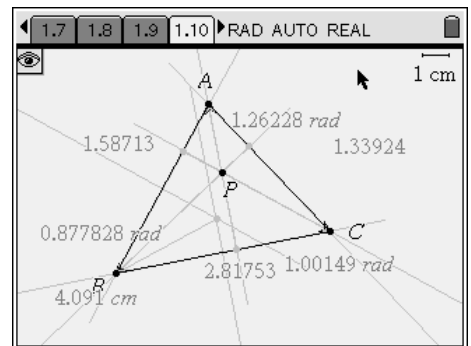 1.7 1.8 1.9 1.10 RAD AUTO REAL
1 cm
A
1.26228 rad
1.58713
1.33924
P
0.877828 rad
C
2.81753
1.00149 rad
B
4.091 cm